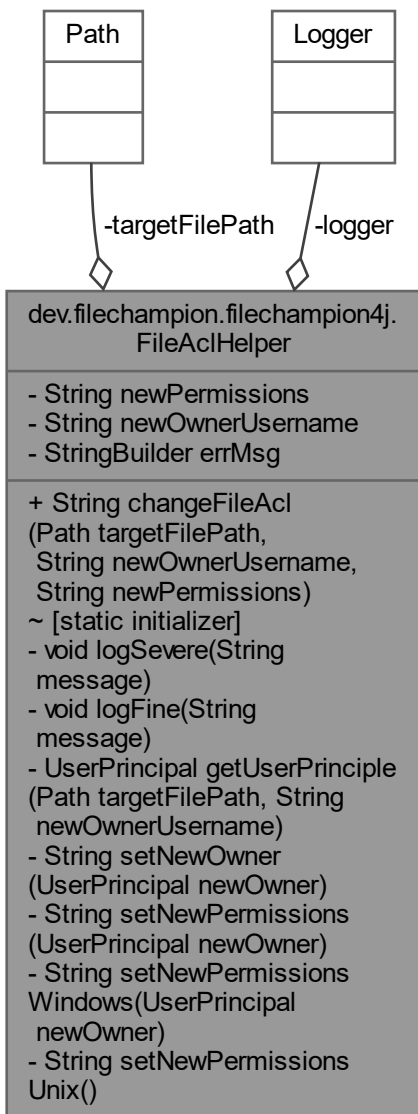 Path
Logger
-targetFilePath
-logger
dev.filechampion.filechampion4j.
FileAclHelper
- String newPermissions
- String newOwnerUsername
- StringBuilder errMsg
+ String changeFileAcl
(Path targetFilePath,
String newOwnerUsername,
String newPermissions)
~ [static initializer]
- void logSevere(String
message)
- void logFine(String
message)
- UserPrincipal getUserPrinciple
(Path targetFilePath, String
newOwnerUsername)
- String setNewOwner
(UserPrincipal newOwner)
- String setNewPermissions
(UserPrincipal newOwner)
- String setNewPermissions
Windows(UserPrincipal
newOwner)
- String setNewPermissions
Unix()